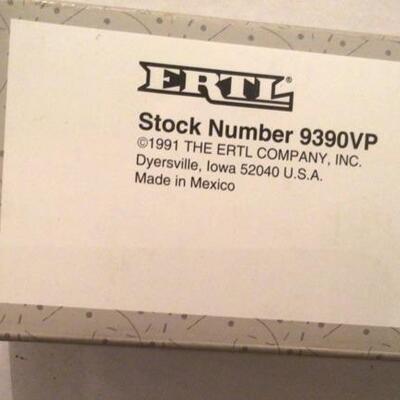 ERTL®
Stock Number 9390VP
©1991 THE ERTL COMPANY, INC.
Dyersville, Iowa 52040 U.S.A.
Made in Mexico